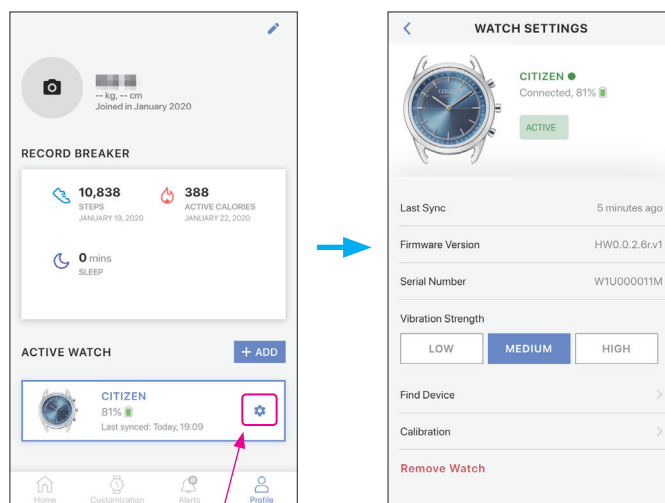 -- kg, -- cm
Joined in January 2020
RECORD BREAKER
10,838
STEPS
JANUARY 19, 2020
388
ACTIVE CALORIES
JANUARY 22, 2020
0 mins
SLEEP
ACTIVE WATCH
+ ADD
CITIZEN
81%
Last synced: Today, 19:09
Home
Customization
Alerts
Profile
WATCH SETTINGS
CITIZEN
Connected, 81%
ACTIVE
Last Sync 5 minutes ago
Firmware Version HW0.0.2.6r.v1
Serial Number W1U000011M
Vibration Strength
LOW MEDIUM HIGH
Find Device
Calibration
Remove Watch